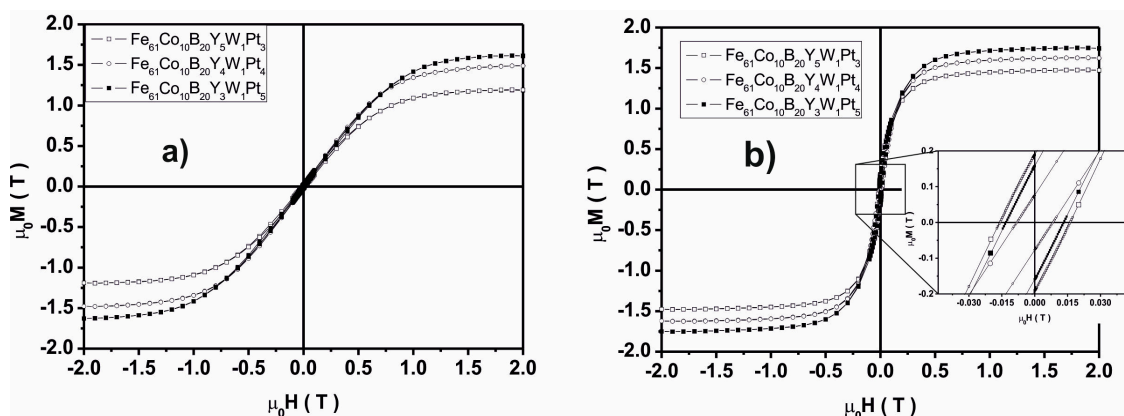 a)
Fe₆₁Co₁₀B₂₀Y₅W₁Pt₃
Fe₆₁Co₁₀B₂₀Y₄W₁Pt₄
Fe₆₁Co₁₀B₂₀Y₃W₁Pt₅
μ₀M ( T )
2.0
1.5
1.0
0.5
0.0
-0.5
-1.0
-1.5
-2.0
-2.0 -1.5 -1.0 -0.5 0.0 0.5 1.0 1.5 2.0
μ₀H ( T )
b)
Fe₆₁Co₁₀B₂₀Y₅W₁Pt₃
Fe₆₁Co₁₀B₂₀Y₄W₁Pt₄
Fe₆₁Co₁₀B₂₀Y₃W₁Pt₅
μ₀M ( T )
2.0
1.5
1.0
0.5
0.0
-0.5
-1.0
-1.5
-2.0
-2.0 -1.5 -1.0 -0.5 0.0 0.5 1.0 1.5 2.0
μ₀H ( T )
μ₀M ( T )
0.2
0.1
0.0
-0.1
-0.2
-0.030 -0.015 0.000 0.015 0.030
μ₀H ( T )